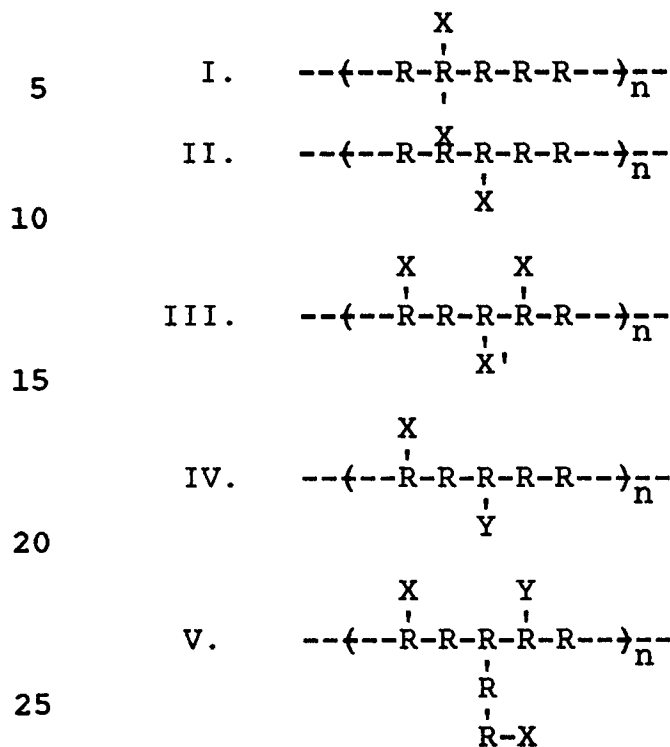 X
'
5 I. --(---R-R-R-R-R--)n--
'
X
II. --(---R-R-R-R-R--)n--
'
10 X
X X
' '
III. --(---R-R-R-R-R--)n--
'
15 X'
X
'
IV. --(---R-R-R-R-R--)n--
'
20 Y
X Y
' '
V. --(---R-R-R-R-R--)n--
'
R
25 '
R-X